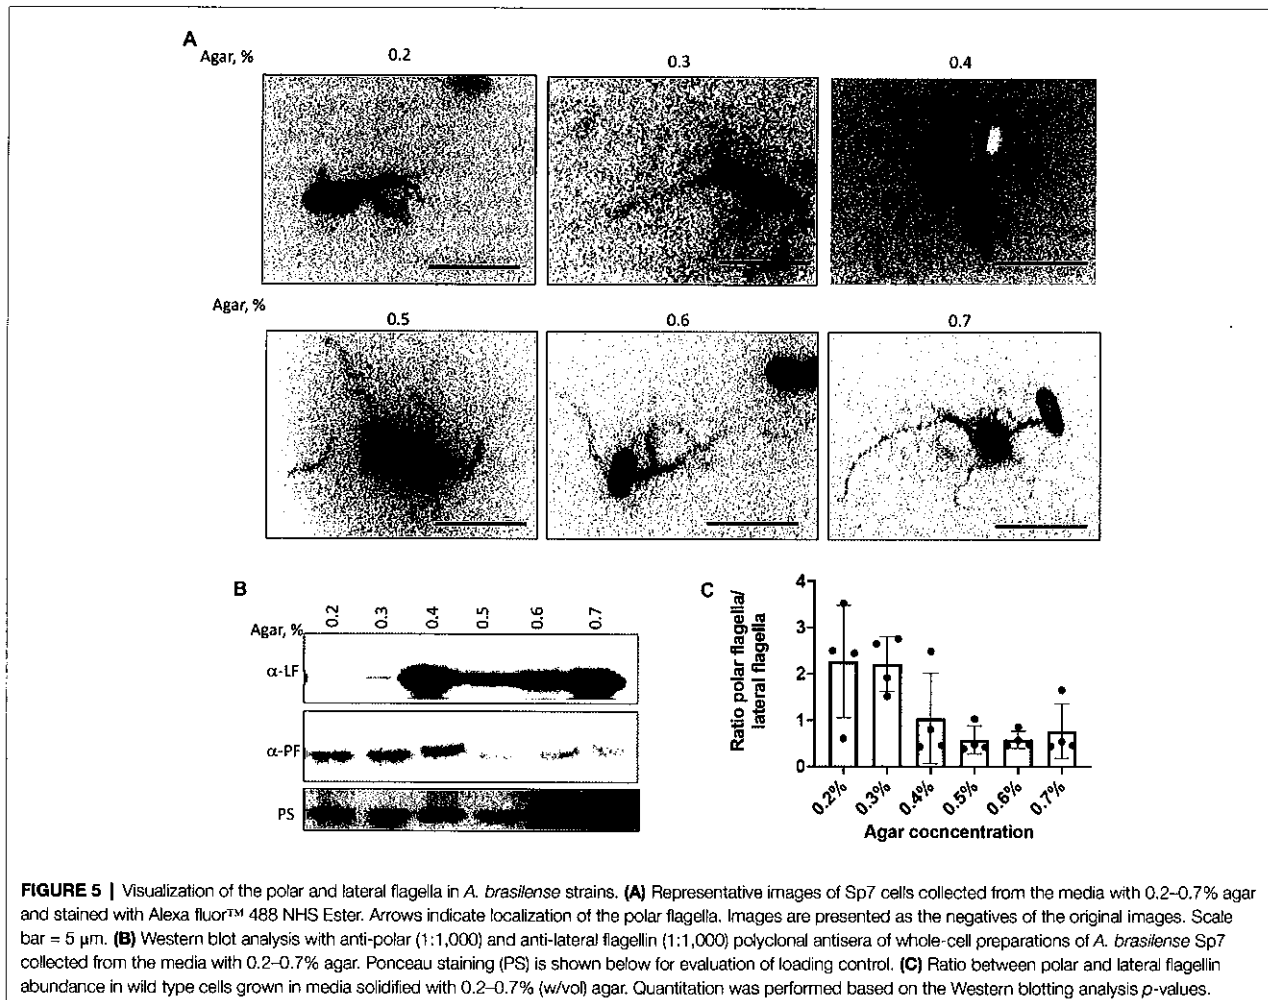 A
Agar, % 0.2 0.3 0.4
Agar, % 0.5 0.6 0.7
B
Agar, % 0.2 0.3 0.4 0.5 0.6 0.7
α-LF
α-PF
PS
C
Ratio polar flagella/
lateral flagella
4
3
2
1
0
0.2% 0.3% 0.4% 0.5% 0.6% 0.7%
Agar cocncentration
FIGURE 5 | Visualization of the polar and lateral flagella in A. brasilense strains. (A) Representative images of Sp7 cells collected from the media with 0.2–0.7% agar
and stained with Alexa fluor™ 488 NHS Ester. Arrows indicate localization of the polar flagella. Images are presented as the negatives of the original images. Scale
bar = 5 μm. (B) Western blot analysis with anti-polar (1:1,000) and anti-lateral flagellin (1:1,000) polyclonal antisera of whole-cell preparations of A. brasilense Sp7
collected from the media with 0.2–0.7% agar. Ponceau staining (PS) is shown below for evaluation of loading control. (C) Ratio between polar and lateral flagellin
abundance in wild type cells grown in media solidified with 0.2–0.7% (w/vol) agar. Quantitation was performed based on the Western blotting analysis p-values.